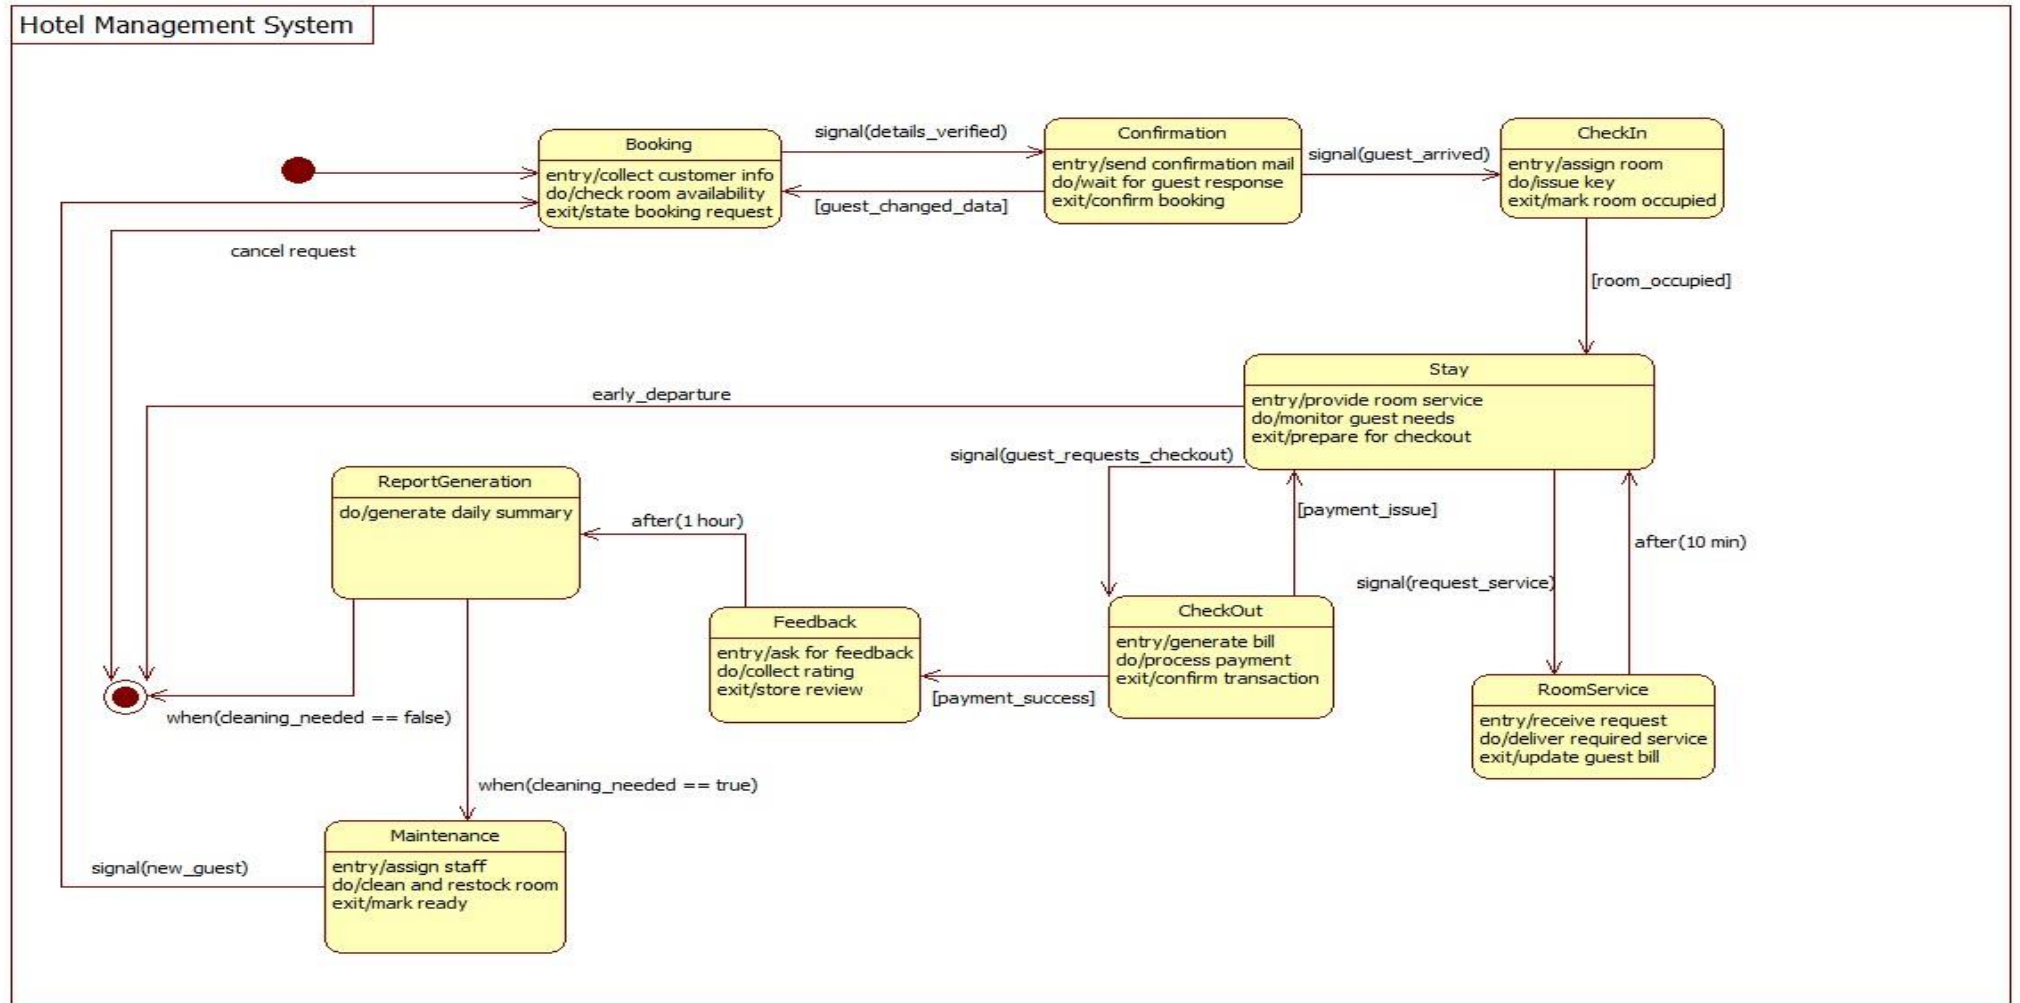 Hotel Management System
Booking
entry/collect customer info
do/check room availability
exit/state booking request
signal(details_verified)
[guest_changed_data]
Confirmation
entry/send confirmation mail
do/wait for guest response
exit/confirm booking
signal(guest_arrived)
CheckIn
entry/assign room
do/issue key
exit/mark room occupied
cancel request
[room_occupied]
Stay
entry/provide room service
do/monitor guest needs
exit/prepare for checkout
early_departure
signal(guest_requests_checkout)
[payment_issue]
signal(request_service)
after(10 min)
ReportGeneration
do/generate daily summary
after(1 hour)
Feedback
entry/ask for feedback
do/collect rating
exit/store review
[payment_success]
CheckOut
entry/generate bill
do/process payment
exit/confirm transaction
RoomService
entry/receive request
do/deliver required service
exit/update guest bill
when(cleaning_needed == false)
when(cleaning_needed == true)
Maintenance
entry/assign staff
do/clean and restock room
exit/mark ready
signal(new_guest)